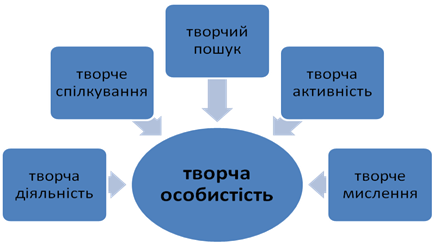 творчий
пошук
творче
спілкування
творча
активність
творча
діяльність
творча
особистість
творче
мислення